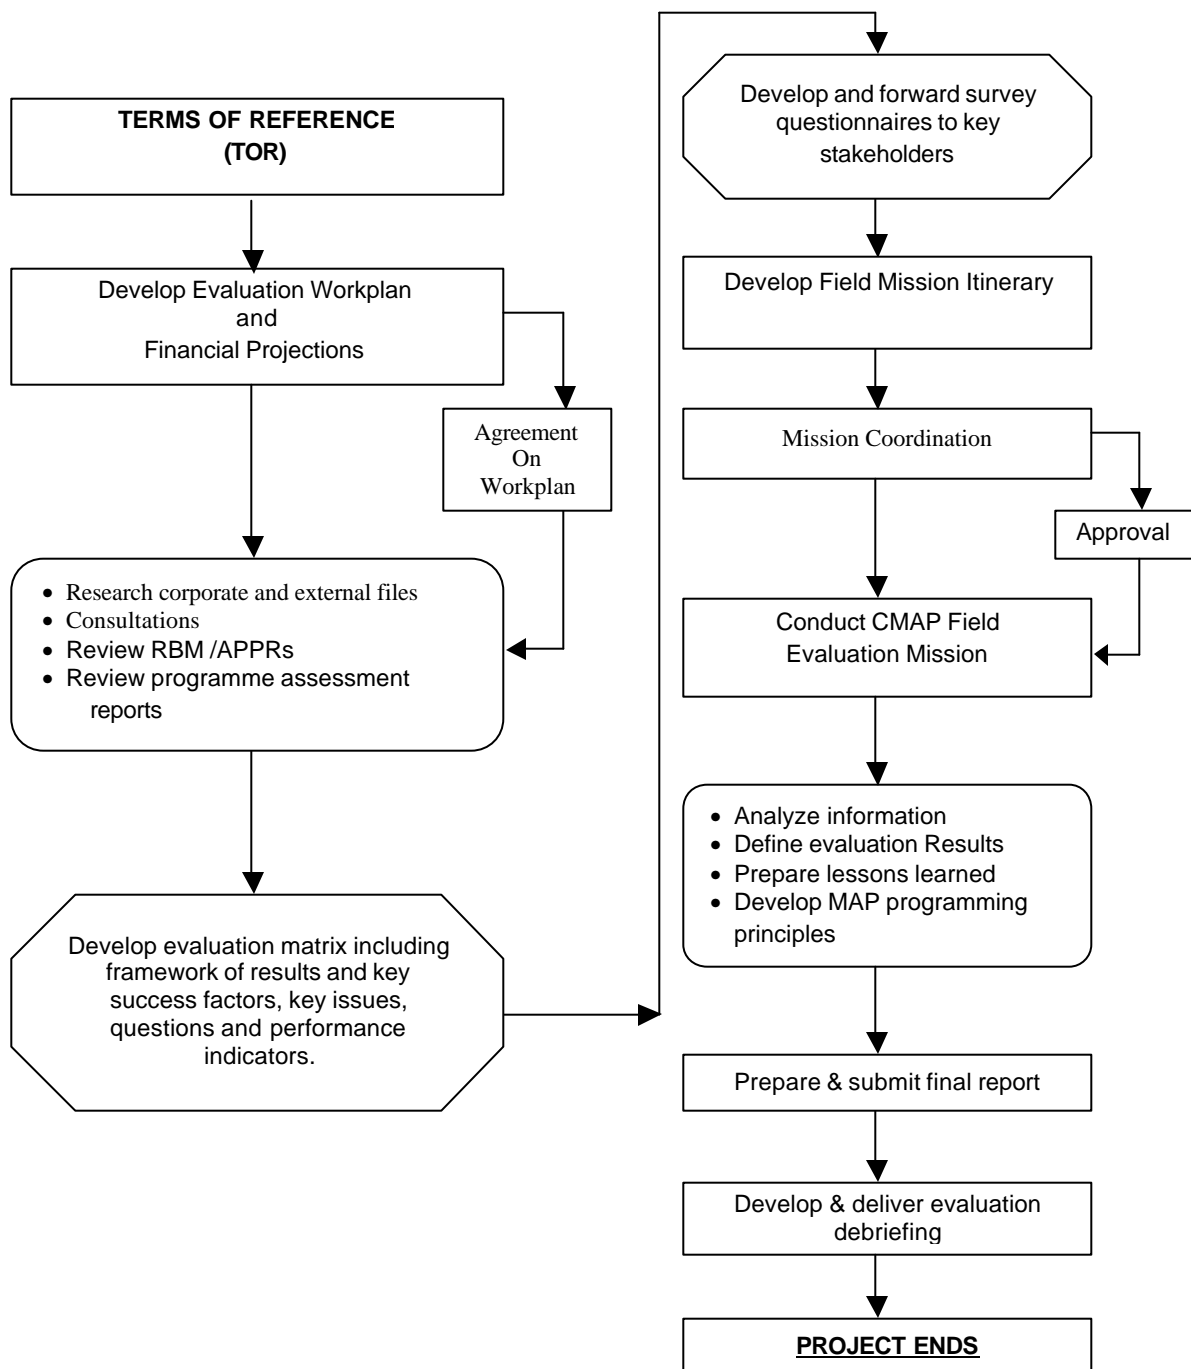 TERMS OF REFERENCE
(TOR)
Develop Evaluation Workplan
and
Financial Projections
Agreement
On
Workplan
• Research corporate and external files
• Consultations
• Review RBM /APPRs
• Review programme assessment
reports
Develop evaluation matrix including
framework of results and key
success factors, key issues,
questions and performance
indicators.
Develop and forward survey
questionnaires to key
stakeholders
Develop Field Mission Itinerary
Mission Coordination
Approval
Conduct CMAP Field
Evaluation Mission
• Analyze information
• Define evaluation Results
• Prepare lessons learned
• Develop MAP programming
principles
Prepare & submit final report
Develop & deliver evaluation
debriefing
PROJECT ENDS